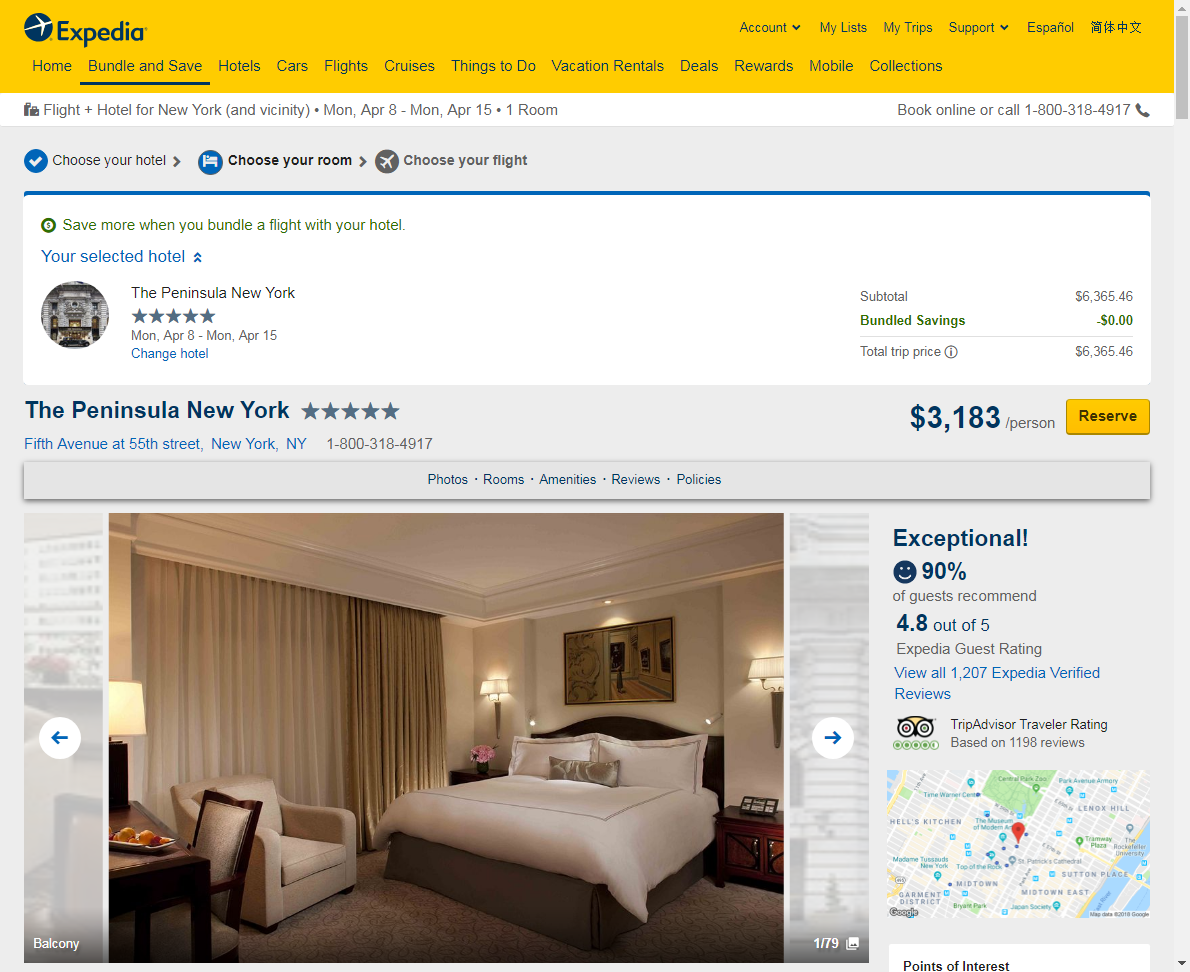 Expedia
Account My Lists My Trips Support Español 简体中文
Home Bundle and Save Hotels Cars Flights Cruises Things to Do Vacation Rentals Deals Rewards Mobile Collections
Flight + Hotel for New York (and vicinity) • Mon, Apr 8 - Mon, Apr 15 • 1 Room Book online or call 1-800-318-4917
Choose your hotel Choose your room Choose your flight
Save more when you bundle a flight with your hotel.
Your selected hotel
The Peninsula New York
Mon, Apr 8 - Mon, Apr 15
Change hotel
Subtotal $6,365.46
Bundled Savings -$0.00
Total trip price $6,365.46
The Peninsula New York
$3,183 /person Reserve
Fifth Avenue at 55th street, New York, NY 1-800-318-4917
Photos · Rooms · Amenities · Reviews · Policies
Balcony
1/79
Exceptional!
90%
of guests recommend
4.8 out of 5
Expedia Guest Rating
View all 1,207 Expedia Verified
Reviews
TripAdvisor Traveler Rating
Based on 1198 reviews
Central Park Zoo
Park Avenue Armory
Time Warner Center
LENOX HILL
HELL'S KITCHEN
The Museum
of Modern Art
Tramway
Plaza
The
Rockefeller
University
Madame Tussauds
New York
Top of the Rock
St. Patrick's Cathedral
SUTTON PLACE
MIDTOWN
MIDTOWN EAST
GARMENT
DISTRICT
Bryant Park
Japan Society
Google
Map data ©2018 Google
Points of Interest